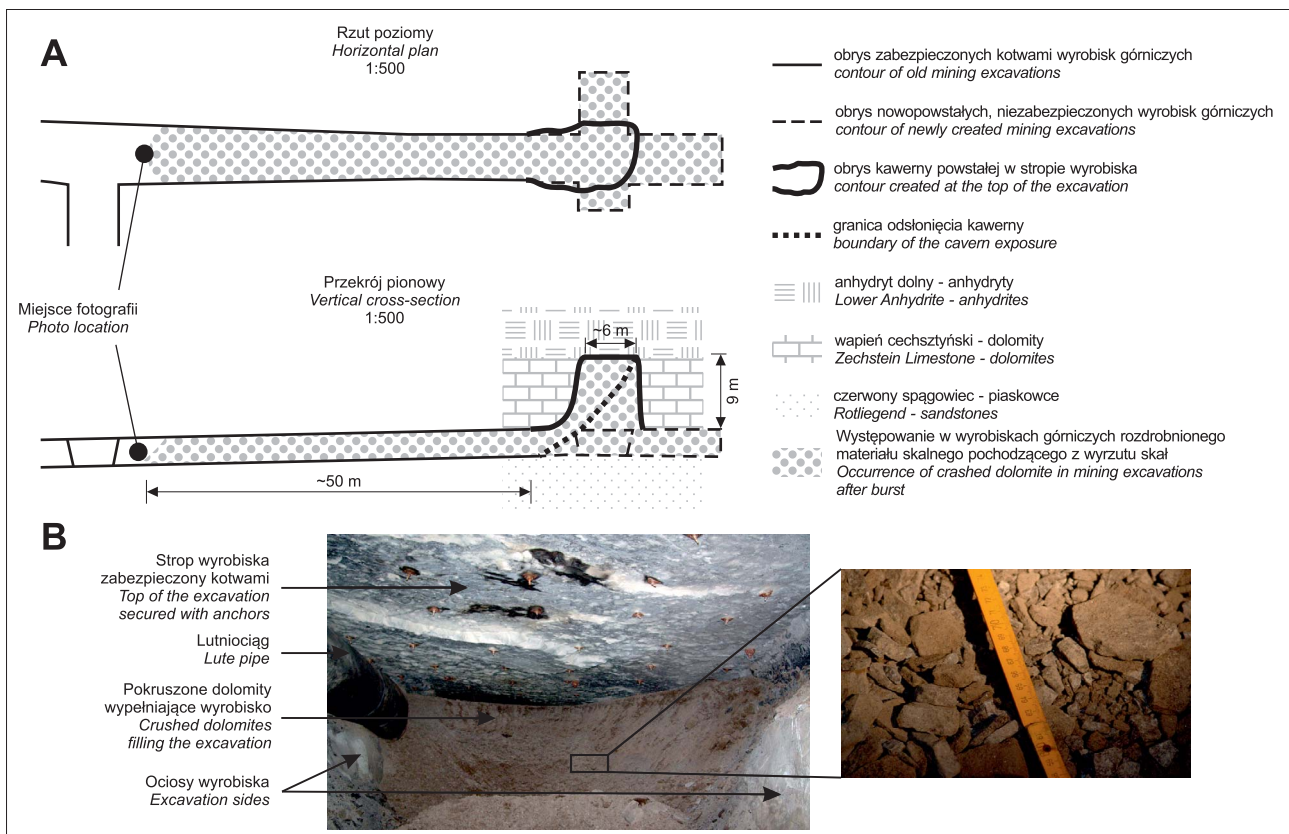 A
Rzut poziomy
Horizontal plan
1:500
Miejsce fotografii
Photo location
Przekrój pionowy
Vertical cross-section
1:500
~6 m
9 m
~50 m
obrys zabezpieczonych kotwami wyrobisk górniczych
contour of old mining excavations
obrys nowopowstałych, niezabezpieczonych wyrobisk górniczych
contour of newly created mining excavations
obrys kawerny powstałej w stropie wyrobiska
contour created at the top of the excavation
granica odsłonięcia kawerny
boundary of the cavern exposure
anhydryt dolny - anhydryty
Lower Anhydrite - anhydrites
wapień cechsztyński - dolomity
Zechstein Limestone - dolomites
czerwony spągowiec - piaskowce
Rotliegend - sandstones
Występowanie w wyrobiskach górniczych rozdrobnionego
materiału skalnego pochodzącego z wyrzutu skał
Occurrence of crashed dolomite in mining excavations
after burst
B
Strop wyrobiska
zabezpieczony kotwami
Top of the excavation
secured with anchors
Lutniociąg
Lute pipe
Pokruszone dolomity
wypełniające wyrobisko
Crushed dolomites
filling the excavation
Ociosy wyrobiska
Excavation sides